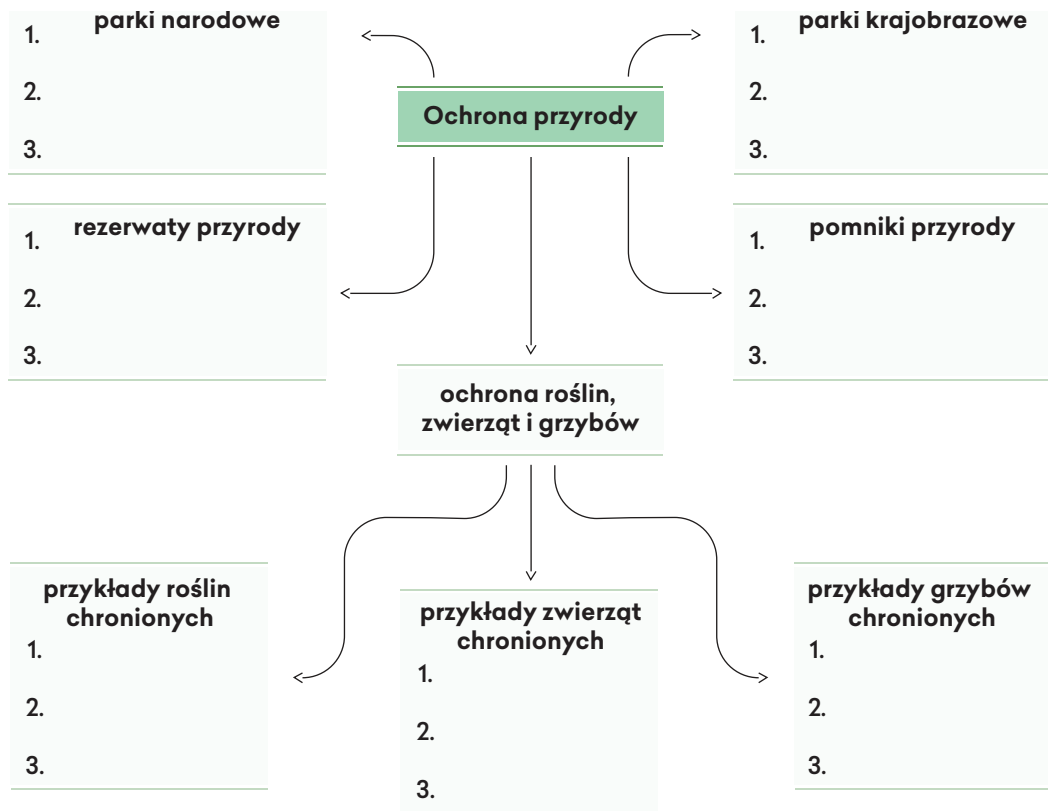 parki narodowe
1.
2.
3.
parki krajobrazowe
1.
2.
3.
Ochrona przyrody
rezerwaty przyrody
1.
2.
3.
pomniki przyrody
1.
2.
3.
ochrona roślin,
zwierząt i grzybów
przykłady roślin
chronionych
1.
2.
3.
przykłady zwierząt
chronionych
1.
2.
3.
przykłady grzybów
chronionych
1.
2.
3.